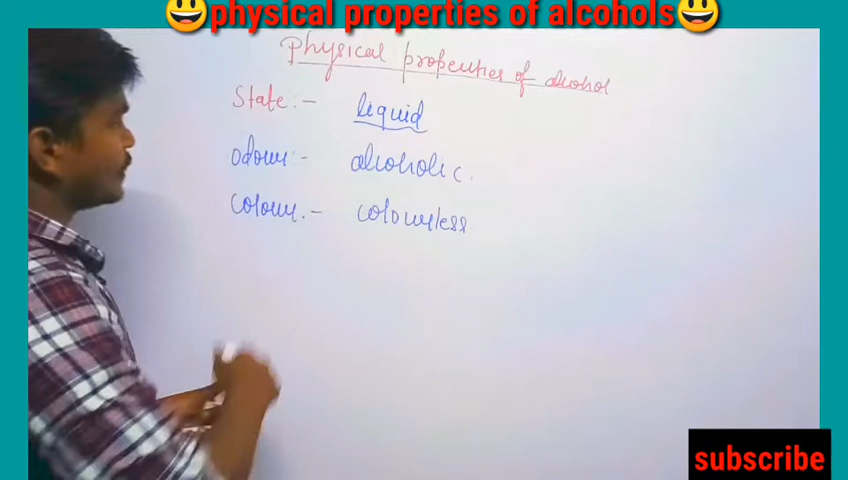 😃physical properties of alcohols😃
Physical properties of alcohol
State:- liquid
Odour:- alcoholic.
Colour.- colourless.
subscribe